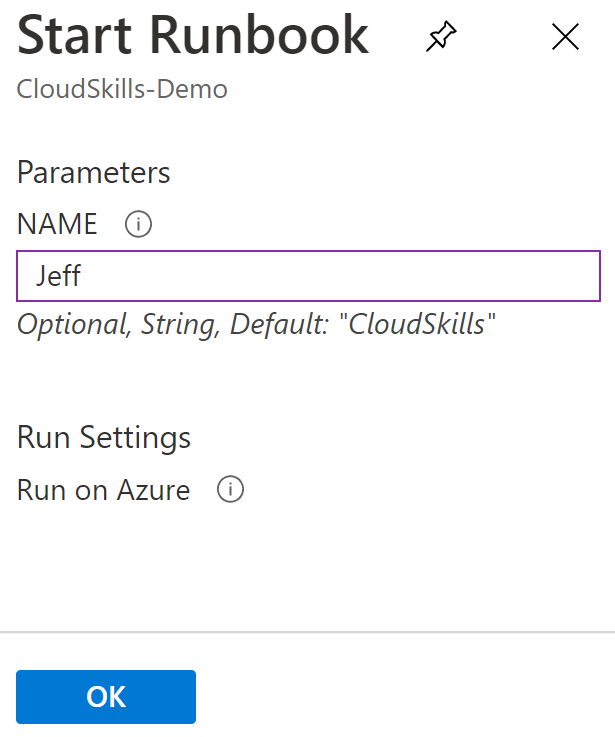 Start Runbook
CloudSkills-Demo
Parameters
NAME
Jeff
Optional, String, Default: "CloudSkills"
Run Settings
Run on Azure
OK